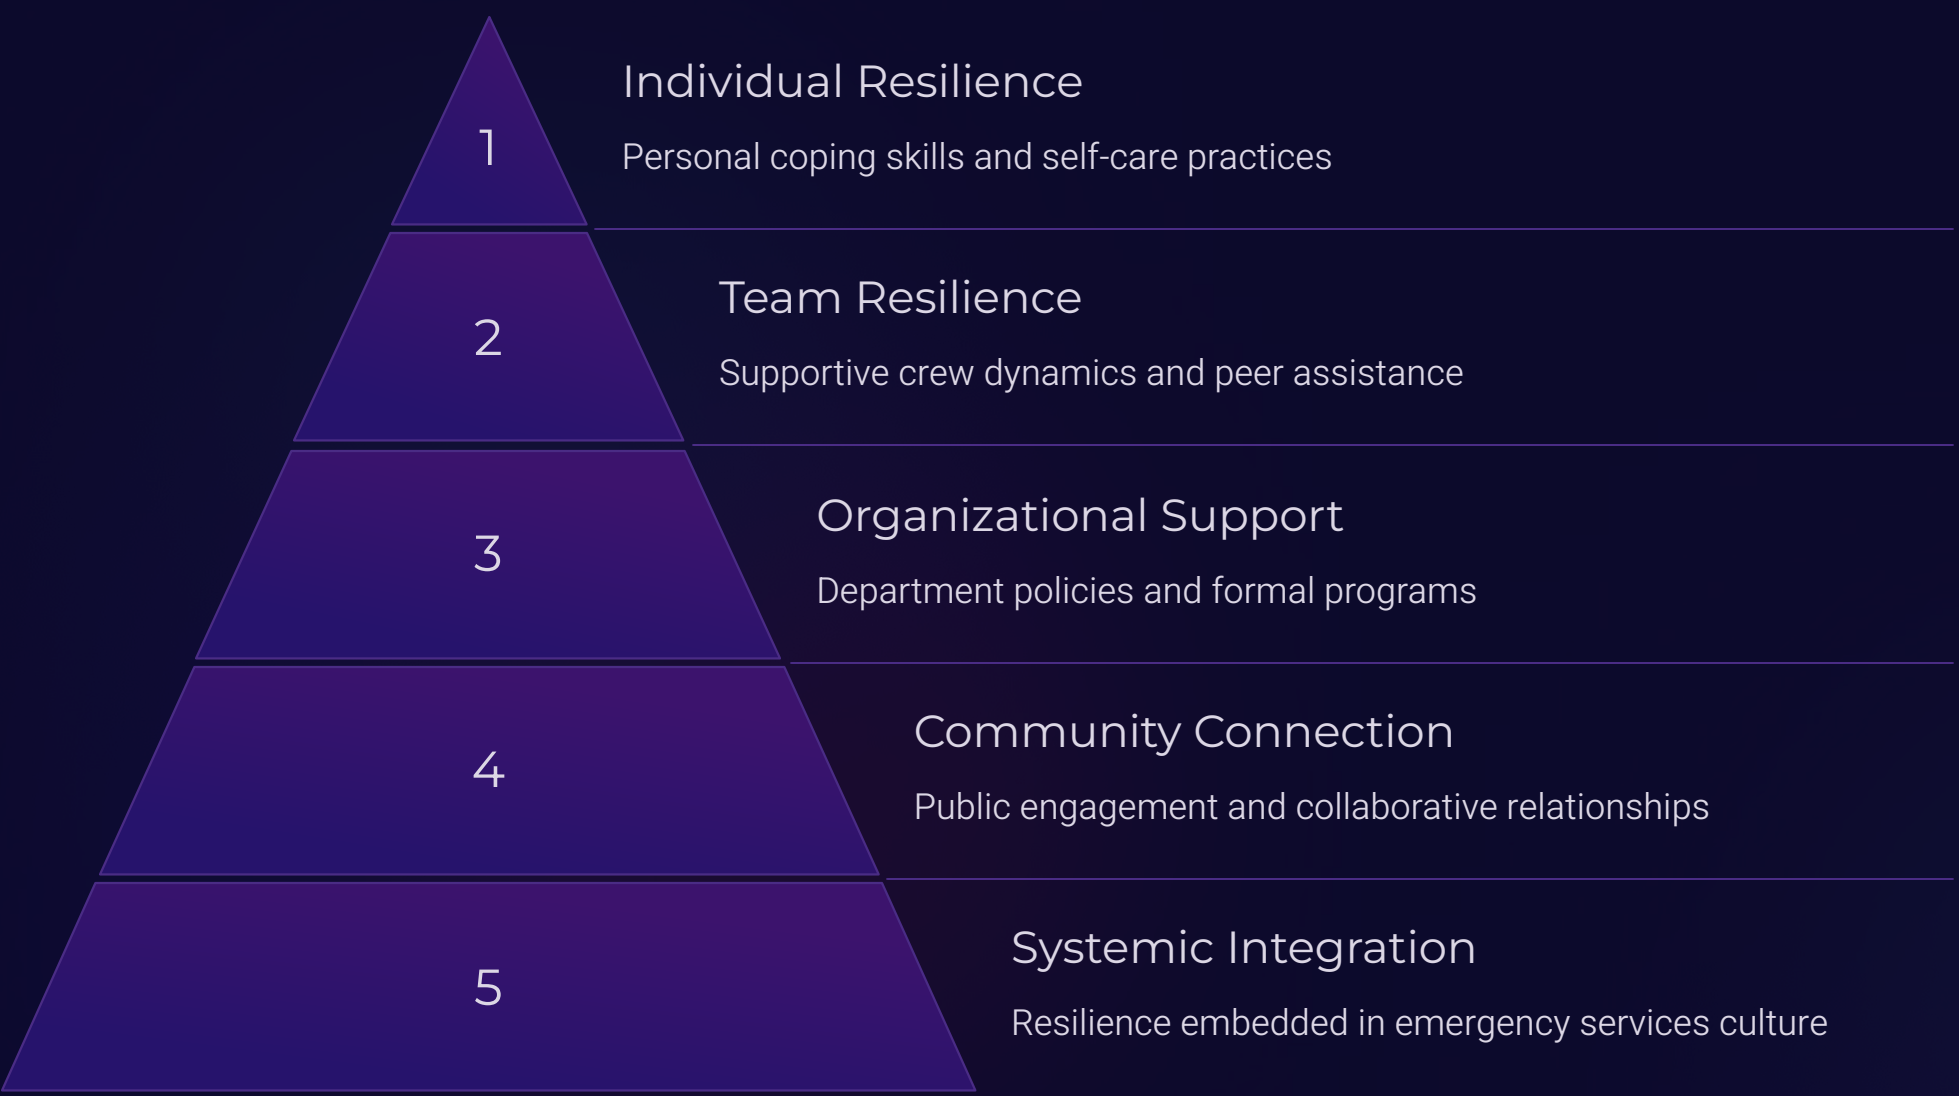 1
Individual Resilience
Personal coping skills and self-care practices
2
Team Resilience
Supportive crew dynamics and peer assistance
3
Organizational Support
Department policies and formal programs
4
Community Connection
Public engagement and collaborative relationships
5
Systemic Integration
Resilience embedded in emergency services culture